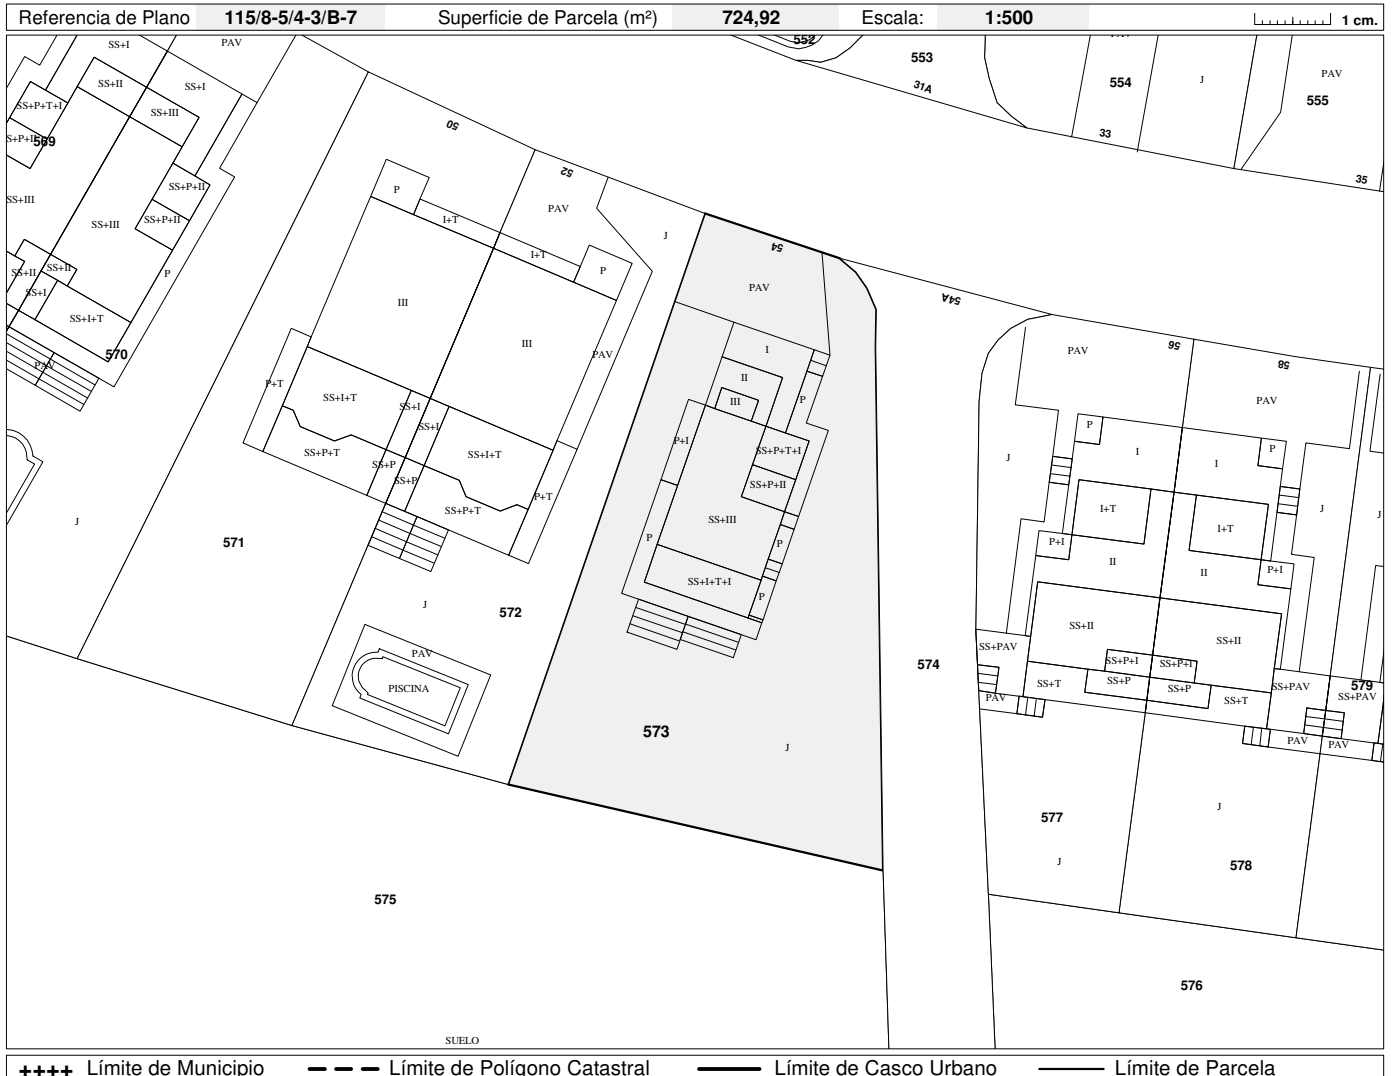 Referencia de Plano 115/8-5/4-3/B-7 Superficie de Parcela (m²) 724,92 Escala: 1:500 1 cm.
SS+I PAV 552 553 31A 554 J PAV 555
SS+II SS+I
SS+P+T+I SS+III
569
33
35
50
52
SS+III SS+P+II
SS+III SS+P+II
P I+T PAV J
54
I+T P
SS+II SS+II P
SS+I
PAV
54A
III
SS+I+T
III
570
PAV
PAV
I
II
III
P
PAV
56
58
PAV
P+T SS+I+T SS+I
SS+I
P+I
SS+P+T SS+P SS+I+T
SS+P
SS+P+T P+T
SS+P+T+I
SS+P+II
SS+III
P
P
SS+I+T+I
P
P I I P
J
I+T I+T J J
P+I II II P+I
J
571
J
572
PAV
PISCINA
573
J
574
SS+II SS+II
SS+PAV SS+P+I SS+P+I
SS+T SS+P SS+P SS+T SS+PAV 579
SS+PAV
PAV PAV PAV
577
J
J
578
575
576
SUELO
++++ Límite de Municipio Límite de Polígono Catastral Límite de Casco Urbano Límite de Parcela